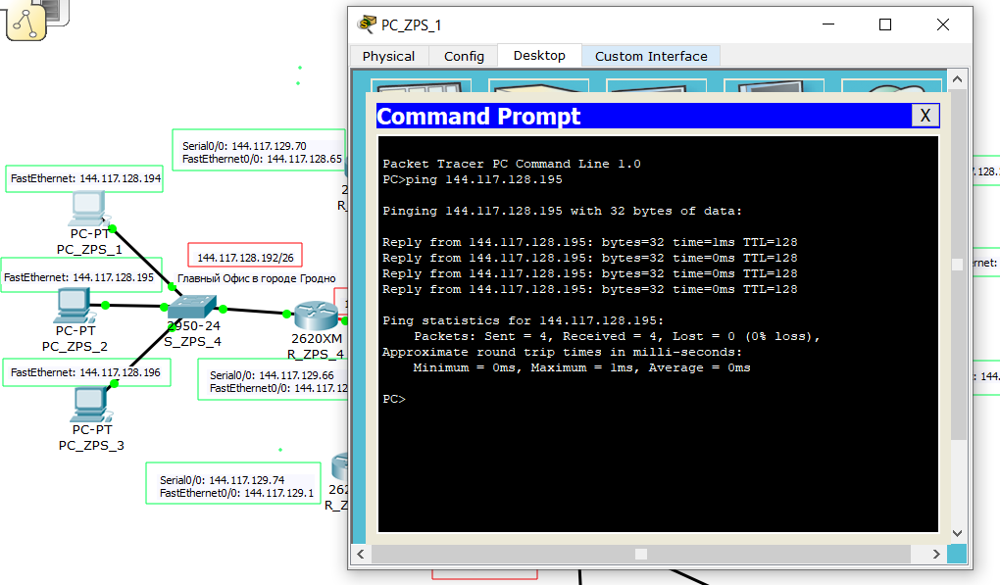 PC_ZPS_1
Physical
Config
Desktop
Custom Interface
Command Prompt
X
Packet Tracer PC Command Line 1.0
PC>ping 144.117.128.195
Pinging 144.117.128.195 with 32 bytes of data:
Reply from 144.117.128.195: bytes=32 time=1ms TTL=128
Reply from 144.117.128.195: bytes=32 time=0ms TTL=128
Reply from 144.117.128.195: bytes=32 time=0ms TTL=128
Reply from 144.117.128.195: bytes=32 time=0ms TTL=128
Ping statistics for 144.117.128.195:
Packets: Sent = 4, Received = 4, Lost = 0 (0% loss),
Approximate round trip times in milli-seconds:
Minimum = 0ms, Maximum = 1ms, Average = 0ms
PC>
Serial0/0: 144.117.129.70
FastEthernet0/0: 144.117.128.65
FastEthernet: 144.117.128.194
PC-PT
PC_ZPS_1
144.117.128.192/26
Главный Офис в городе Гродно
FastEthernet: 144.117.128.195
PC-PT
PC_ZPS_2
2950-24
S_ZPS_4
2620XM
R_ZPS_4
FastEthernet: 144.117.128.196
PC-PT
PC_ZPS_3
Serial0/0: 144.117.129.66
FastEthernet0/0: 144.117.12
Serial0/0: 144.117.129.74
FastEthernet0/0: 144.117.129.1
262
R_Z
: 144.